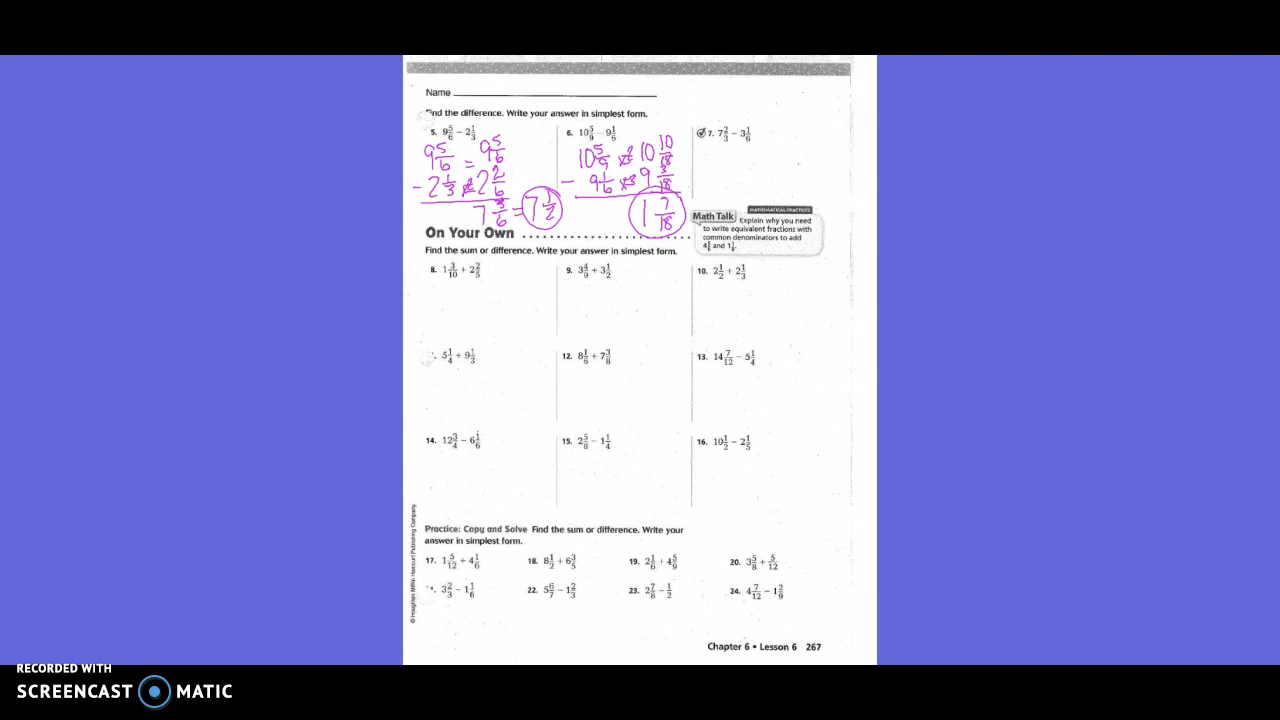 Name
Find the difference. Write your answer in simplest form.
5. 9 5/6 − 2 1/3
6. 10 5/9 − 9 1/6
7. 7 2/3 − 3 1/6
9 5/6 = 9 5/6
− 2 1/3 ×2 2 2/6
7 3/6 = 7 1/2
10 5/9 ×2 10 10/18
− 9 1/6 ×3 9 3/18
1 7/18
Math Talk
MATHEMATICAL PRACTICES
Explain why you need
to write equivalent fractions with
common denominators to add
and
On Your Own
Find the sum or difference. Write your answer in simplest form.
8. 1 3/10 + 2 2/5
9. 3 4/9 + 3 1/2
10. 2 1/2 + 2 1/3
5 1/4 + 9 1/3
12. 8 1/6 + 7 3/8
13. 14 7/12 − 5 1/4
14. 12 3/4 − 6 1/6
15. 2 5/8 − 1 1/4
16. 10 1/2 − 2 1/5
Practice: Copy and Solve Find the sum or difference. Write your
answer in simplest form.
17. 1 5/12 + 4 1/6
18. 8 1/2 + 6 3/5
19. 2 1/6 + 4 5/9
20. 3 5/8 + 5/12
3 2/3 − 1 1/6
22. 5 6/7 − 1 2/3
23. 2 7/8 − 1/2
24. 4 7/12 − 1 2/9
© Houghton Mifflin Harcourt Publishing Company
Chapter 6 • Lesson 6 267
RECORDED WITH
SCREENCAST MATIC